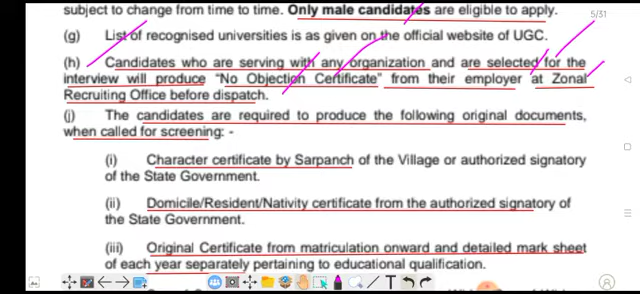 subject to change from time to time. Only male candidates are eligible to apply.
5/31
(g) List of recognised universities is as given on the official website of UGC.
(h) Candidates who are serving with any organization and are selected for the
interview will produce "No Objection Certificate" from their employer at Zonal
Recruiting Office before dispatch.
(j) The candidates are required to produce the following original documents,
when called for screening: -
(i) Character certificate by Sarpanch of the Village or authorized signatory
of the State Government.
(ii) Domicile/Resident/Nativity certificate from the authorized signatory of
the State Government.
(iii) Original Certificate from matriculation onward and detailed mark sheet
of each year separately pertaining to educational qualification.